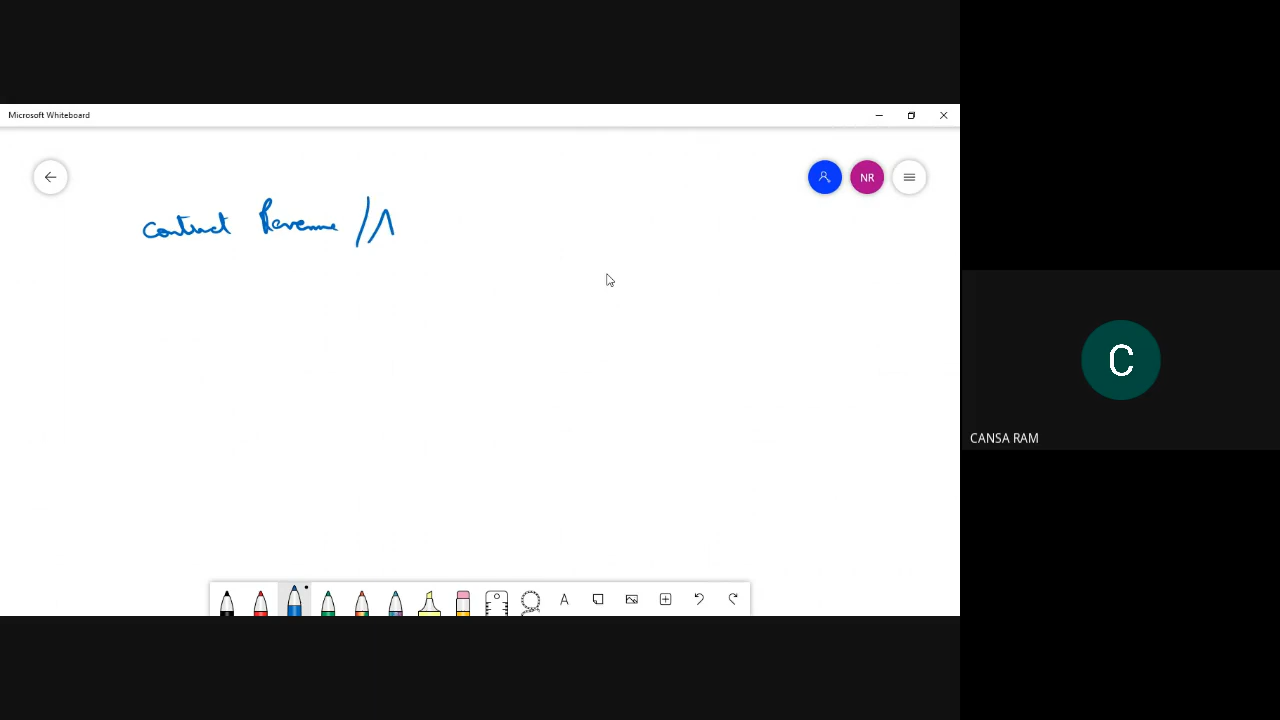 Microsoft Whiteboard
NR
Contract Revenue /
C
CANSA RAM
A